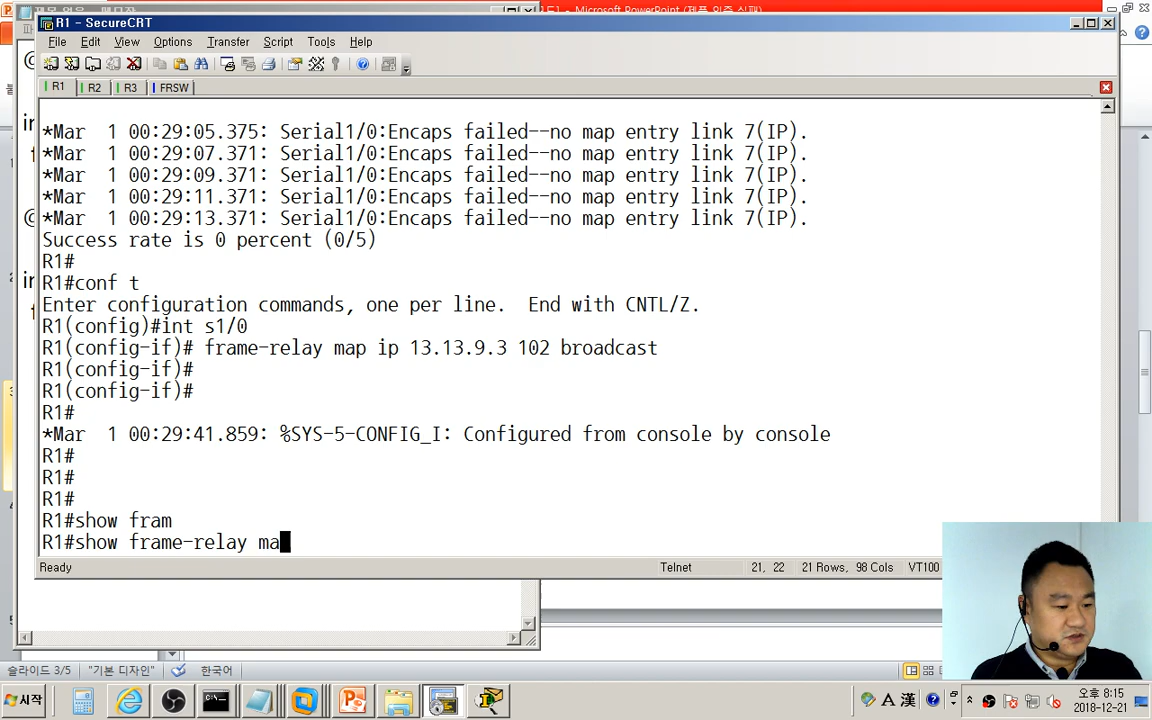 - Microsoft PowerPoint (제품 인증 실패)
R1 - SecureCRT
File Edit View Options Transfer Script Tools Help
R1 R2 R3 FRSW
*Mar  1 00:29:05.375: Serial1/0:Encaps failed--no map entry link 7(IP).
*Mar  1 00:29:07.371: Serial1/0:Encaps failed--no map entry link 7(IP).
*Mar  1 00:29:09.371: Serial1/0:Encaps failed--no map entry link 7(IP).
*Mar  1 00:29:11.371: Serial1/0:Encaps failed--no map entry link 7(IP).
*Mar  1 00:29:13.371: Serial1/0:Encaps failed--no map entry link 7(IP).
Success rate is 0 percent (0/5)
R1#
R1#conf t
Enter configuration commands, one per line.  End with CNTL/Z.
R1(config)#int s1/0
R1(config-if)# frame-relay map ip 13.13.9.3 102 broadcast
R1(config-if)#
R1(config-if)#
R1#
*Mar  1 00:29:41.859: %SYS-5-CONFIG_I: Configured from console by console
R1#
R1#
R1#
R1#show fram
R1#show frame-relay ma
Ready Telnet 21, 22 21 Rows, 98 Cols VT100
슬라이드 3/5 "기본 디자인" 한국어
시작 A 漢 오후 8:15
2018-12-21